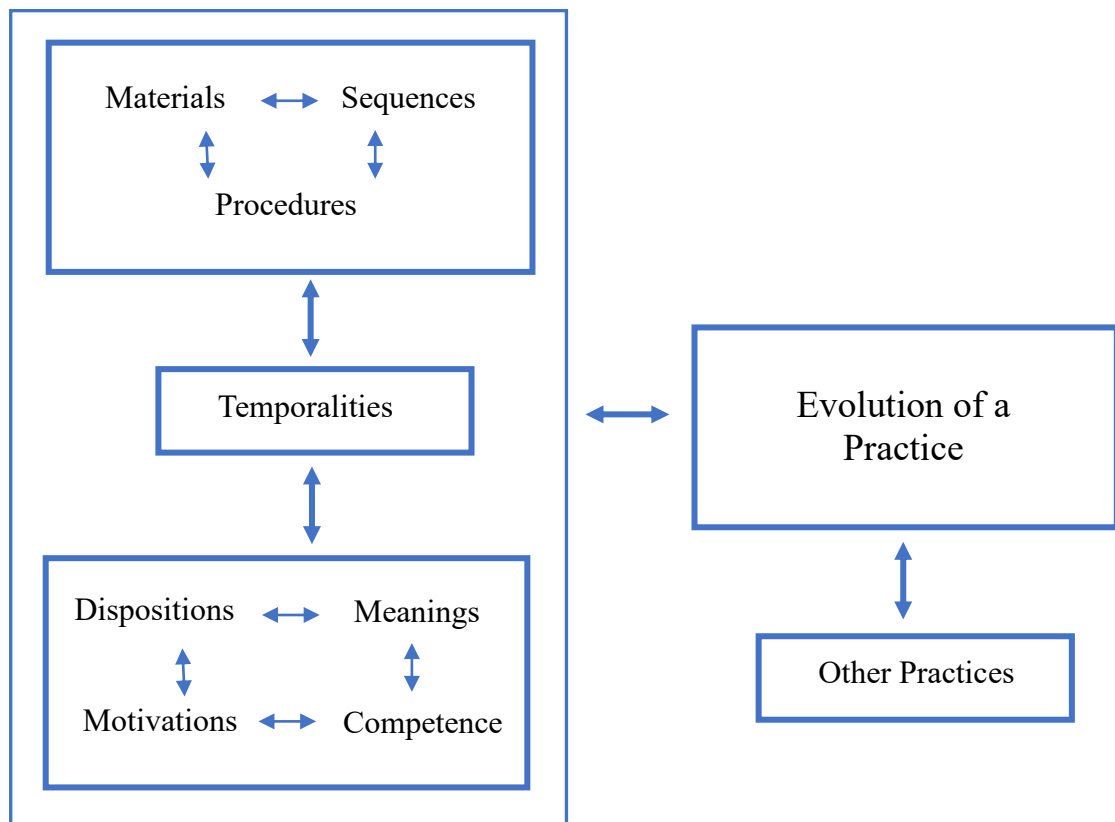 Materials
Sequences
Procedures
Temporalities
Dispositions
Meanings
Motivations
Competence
Evolution of a
Practice
Other Practices